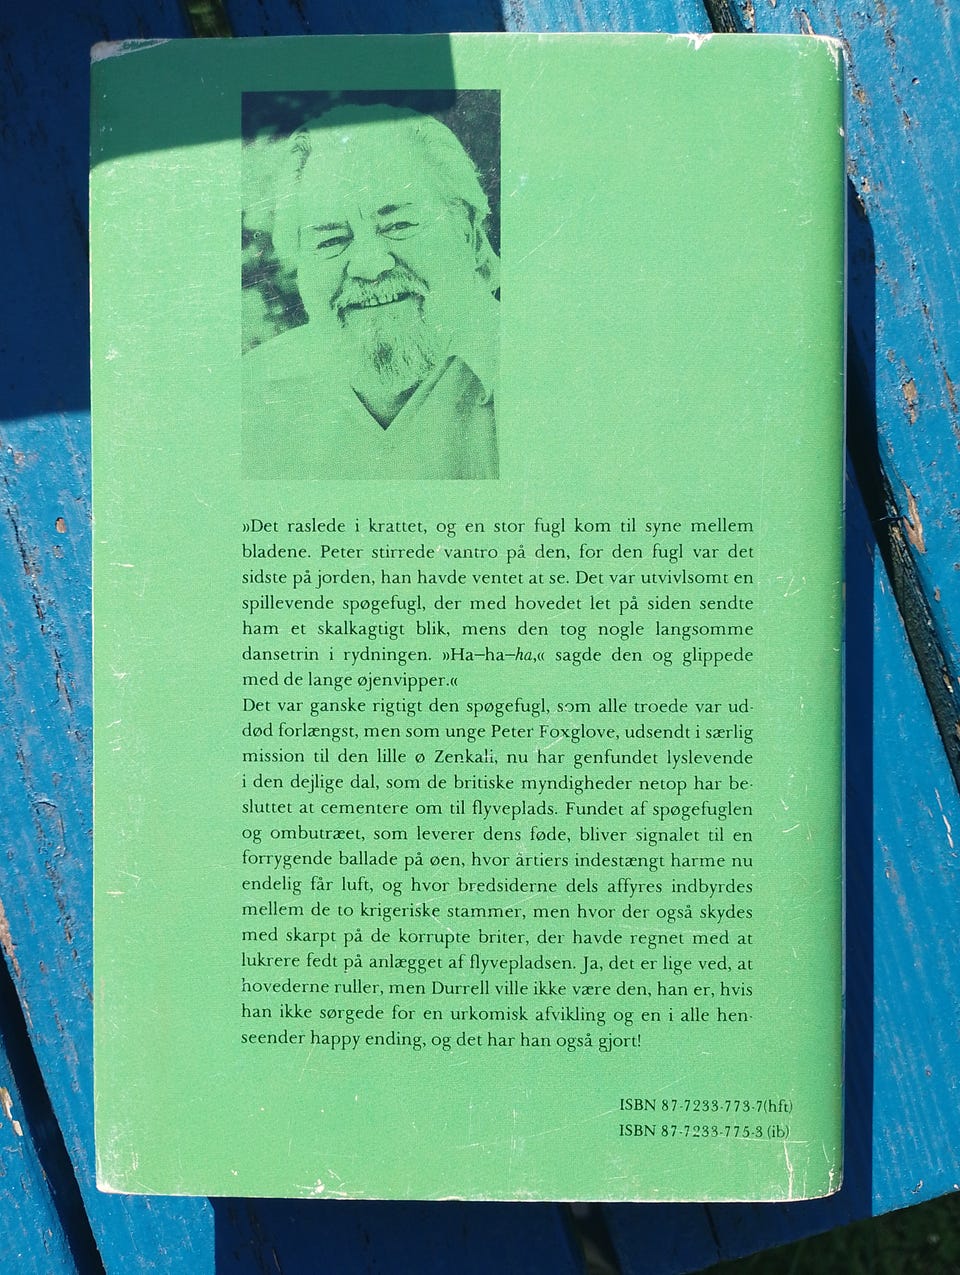 »Det raslede i krattet, og en stor fugl kom til syne mellem
bladene. Peter stirrede vantro på den, for den fugl var det
sidste på jorden, han havde ventet at se. Det var utvivlsomt en
spillevende spøgefugl, der med hovedet let på siden sendte
ham et skalkagtigt blik, mens den tog nogle langsomme
dansetrin i rydningen. »Ha–ha–ha,« sagde den og glippede
med de lange øjenvipper.«
Det var ganske rigtigt den spøgefugl, som alle troede var ud-
død forlængst, men som unge Peter Foxglove, udsendt i særlig
mission til den lille ø Zenkali, nu har genfundet lyslevende
i den dejlige dal, som de britiske myndigheder netop har be-
sluttet at cementere om til flyveplads. Fundet af spøgefuglen
og ombutræet, som leverer dens føde, bliver signalet til en
forrygende ballade på øen, hvor årtiers indestængt harme nu
endelig får luft, og hvor bredsiderne dels affyres indbyrdes
mellem de to krigeriske stammer, men hvor der også skydes
med skarpt på de korrupte briter, der havde regnet med at
lukrere fedt på anlægget af flyvepladsen. Ja, det er lige ved, at
hovederne ruller, men Durrell ville ikke være den, han er, hvis
han ikke sørgede for en urkomisk afvikling og en i alle hen-
seender happy ending, og det har han også gjort!
ISBN 87-7233-773-7(hft)
ISBN 87-7233-775-3 (ib)